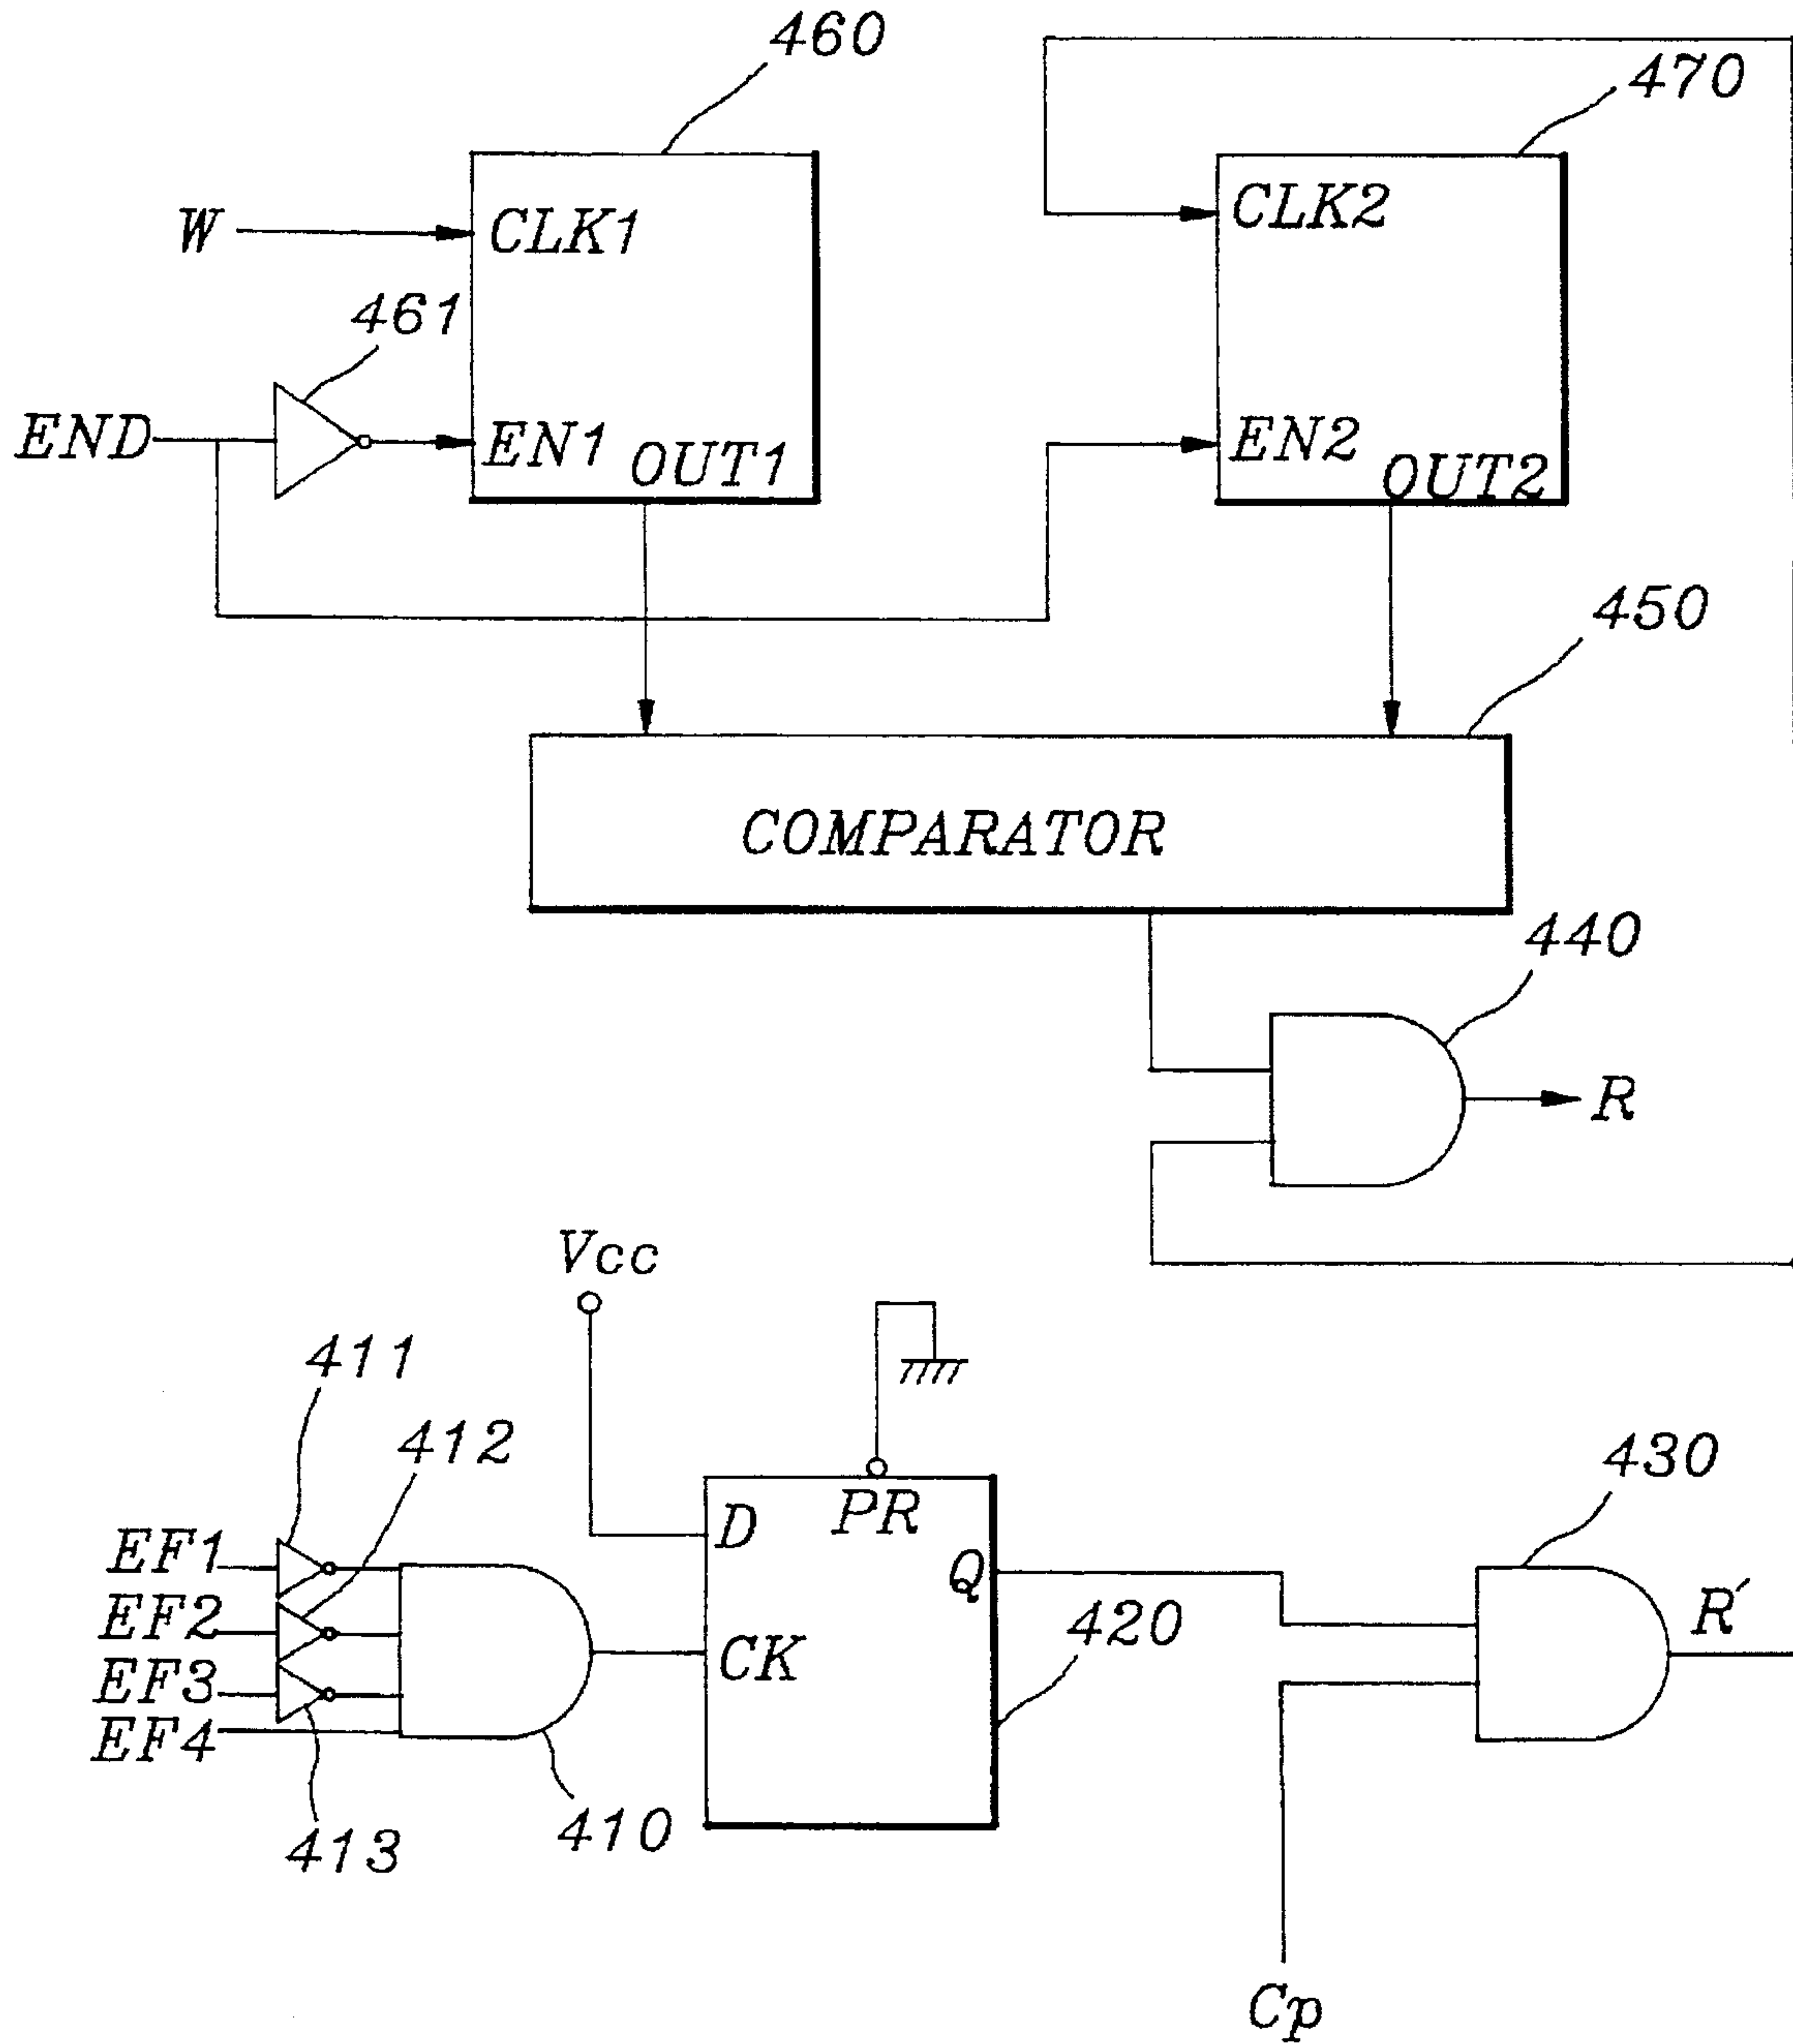 460
470
W
CLK1
CLK2
461
END
EN1
OUT1
EN2
OUT2
450
COMPARATOR
440
R
Vcc
411
412
430
D
PR
EF1
Q
R′
EF2
CK
420
EF3
EF4
413
410
Cp